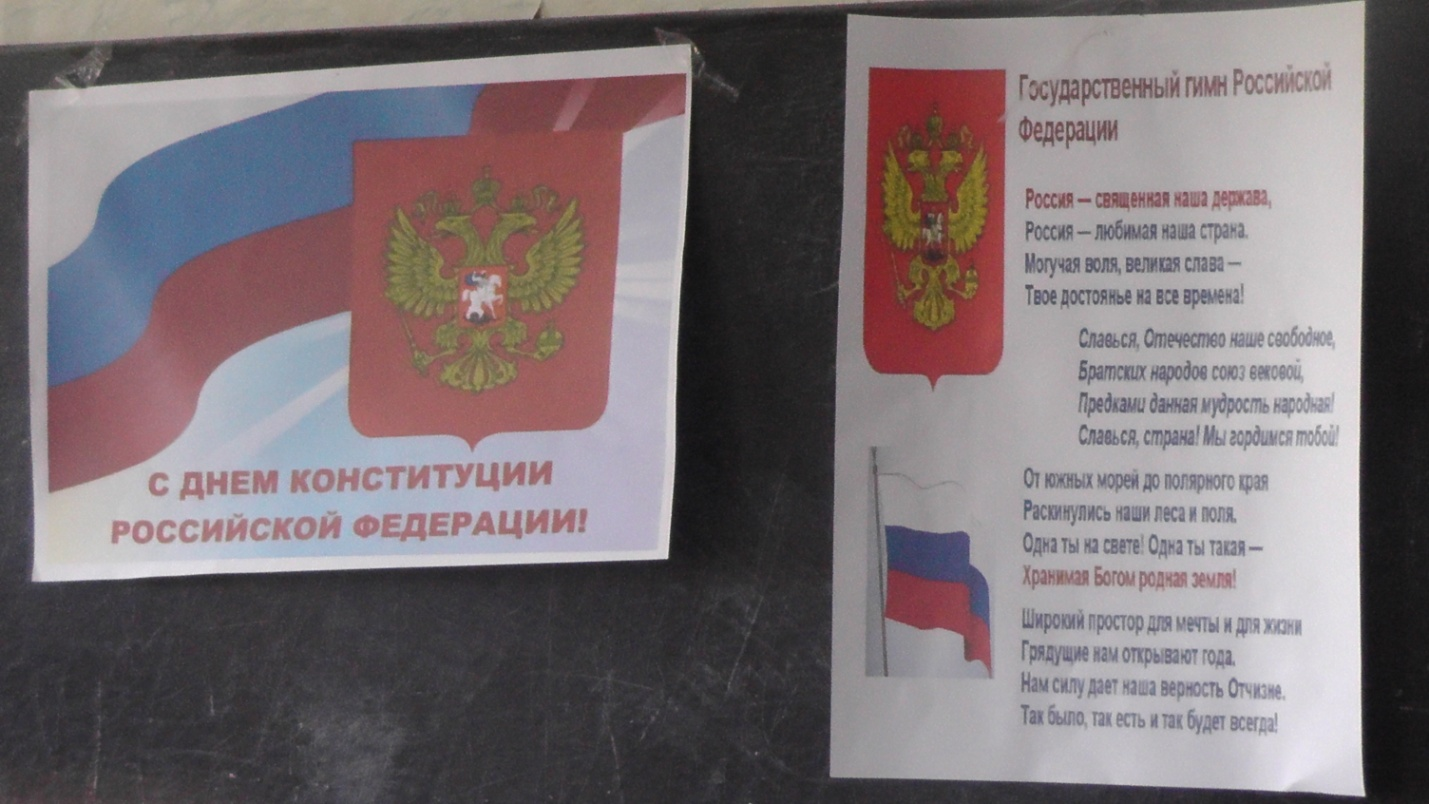 С ДНЕМ КОНСТИТУЦИИ
РОССИЙСКОЙ ФЕДЕРАЦИИ!
Государственный гимн Российской
Федерации
Россия — священная наша держава,
Россия — любимая наша страна.
Могучая воля, великая слава —
Твое достоянье на все времена!
Славься, Отечество наше свободное,
Братских народов союз вековой,
Предками данная мудрость народная!
Славься, страна! Мы гордимся тобой!
От южных морей до полярного края
Раскинулись наши леса и поля.
Одна ты на свете! Одна ты такая —
Хранимая Богом родная земля!
Широкий простор для мечты и для жизни
Грядущие нам открывают года.
Нам силу дает наша верность Отчизне.
Так было, так есть и так будет всегда!